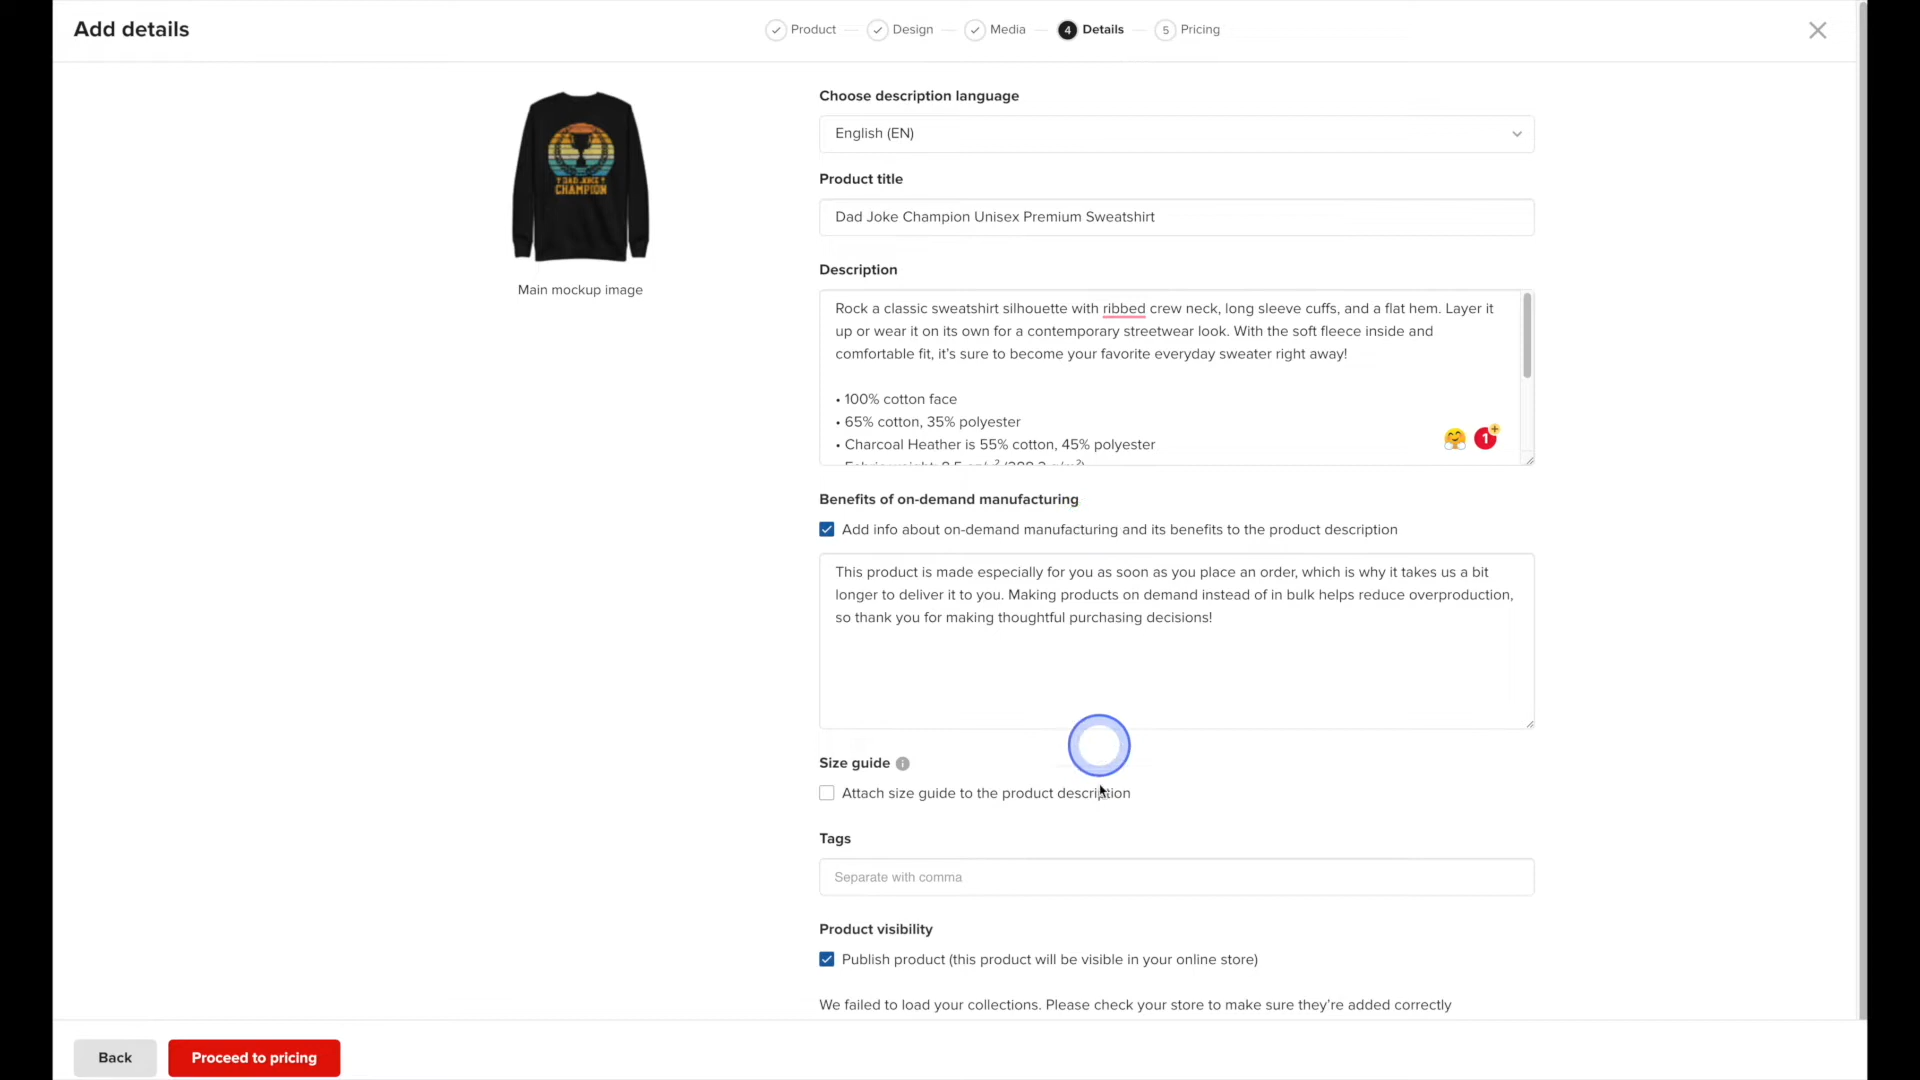 Add details
Product
Design
Media
4 Details
5 Pricing
DAD JOKE
CHAMPION
Main mockup image
Choose description language
English (EN)
Product title
Dad Joke Champion Unisex Premium Sweatshirt
Description
Rock a classic sweatshirt silhouette with ribbed crew neck, long sleeve cuffs, and a flat hem. Layer it
up or wear it on its own for a contemporary streetwear look. With the soft fleece inside and
comfortable fit, it's sure to become your favorite everyday sweater right away!
• 100% cotton face
• 65% cotton, 35% polyester
• Charcoal Heather is 55% cotton, 45% polyester
1
Benefits of on-demand manufacturing
Add info about on-demand manufacturing and its benefits to the product description
This product is made especially for you as soon as you place an order, which is why it takes us a bit
longer to deliver it to you. Making products on demand instead of in bulk helps reduce overproduction,
so thank you for making thoughtful purchasing decisions!
Size guide
Attach size guide to the product description
Tags
Separate with comma
Product visibility
Publish product (this product will be visible in your online store)
We failed to load your collections. Please check your store to make sure they're added correctly
Back
Proceed to pricing